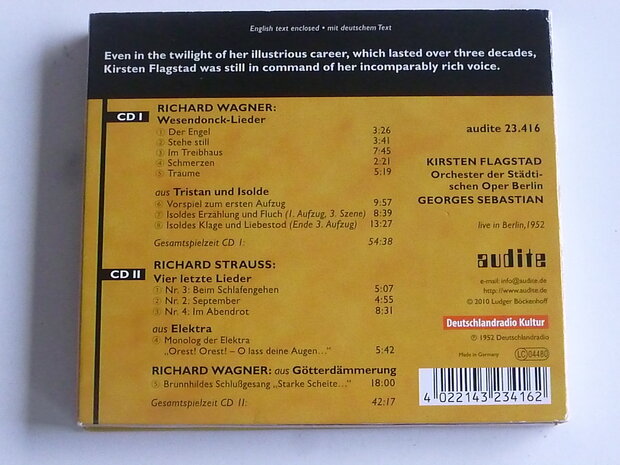 English text enclosed • mit deutschem Text
Even in the twilight of her illustrious career, which lasted over three decades,
Kirsten Flagstad was still in command of her incomparably rich voice.
CD I
RICHARD WAGNER:
Wesendonck-Lieder
① Der Engel 3:26
② Stehe still 3:41
③ Im Treibhaus 7:45
④ Schmerzen 2:21
⑤ Träume 5:19
aus Tristan und Isolde
⑥ Vorspiel zum ersten Aufzug 9:57
⑦ Isoldes Erzählung und Fluch (1. Aufzug, 3. Szene) 8:39
⑧ Isoldes Klage und Liebestod (Ende 3. Aufzug) 13:27
Gesamtspielzeit CD I: 54:38
CD II
RICHARD STRAUSS:
Vier letzte Lieder
① Nr. 3: Beim Schlafengehen 5:07
② Nr. 2: September 4:55
③ Nr. 4: Im Abendrot 8:31
aus Elektra
④ Monolog der Elektra
„Orest! Orest! – O lass deine Augen…“ 5:42
RICHARD WAGNER: aus Götterdämmerung
⑤ Brunnhildes Schlußgesang „Starke Scheite…“ 18:00
Gesamtspielzeit CD II: 42:17
audite 23.416
KIRSTEN FLAGSTAD
Orchester der Städti-
schen Oper Berlin
GEORGES SEBASTIAN
live in Berlin, 1952
audite
e-mail: info@audite.de
http://www.audite.de
© 2010 Ludger Böckenhoff
Deutschlandradio Kultur
℗ 1952 Deutschlandradio
Made in Germany
LC 04480
4 022143 234162